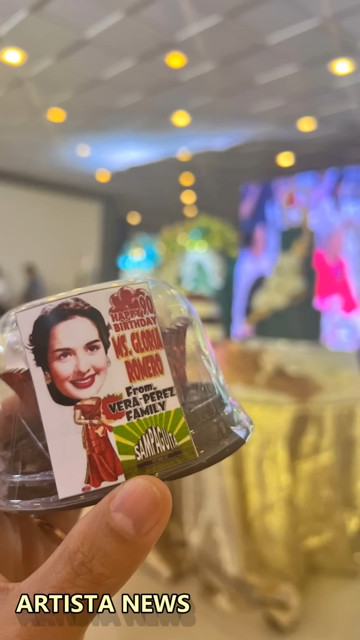 90
HAPPY
BIRTHDAY
MS. GLORIA
ROMERO
From:
VERA-PEREZ
FAMILY
SAMPAGUITA
ARTISTA NEWS